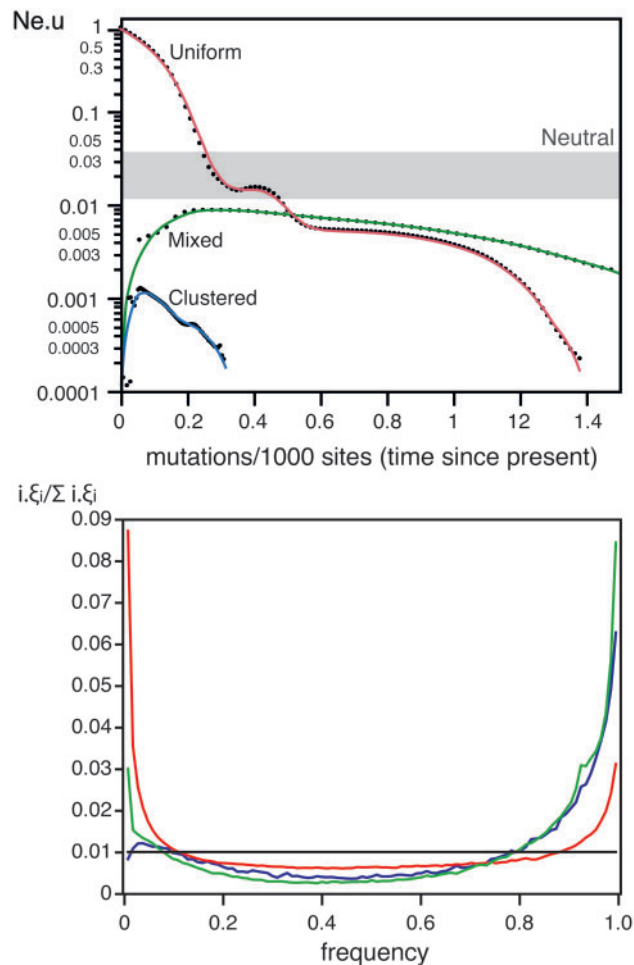 Ne.u
1
0.5
0.3
0.1
0.05
0.03
0.01
0.005
0.003
0.001
0.0005
0.0003
0.0001
Uniform
Neutral
Mixed
Clustered
0 0.2 0.4 0.6 0.8 1 12 1.4
mutations/1000 sites (time since present)
i.ξi/Σ i.ξi
0.09
0.08
0.07
0.06
0.05
0.04
0.03
0.02
0.01
0
0 0.2 0.4 0.6 0.8 1.0
frequency